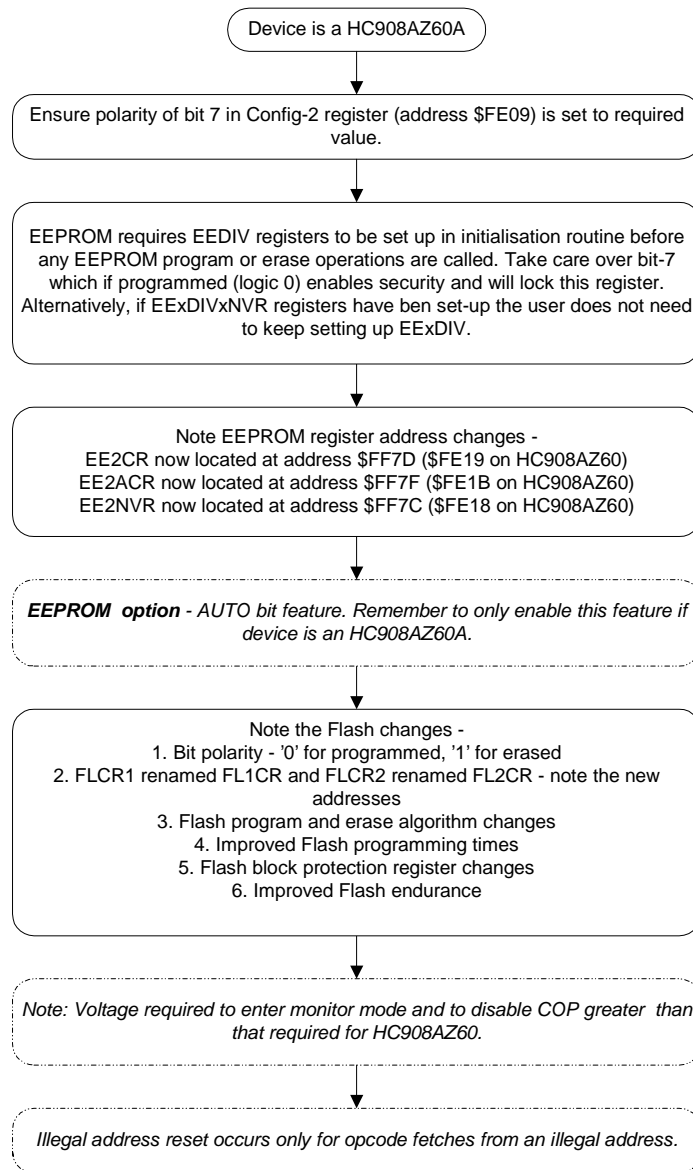 Device is a HC908AZ60A
Ensure polarity of bit 7 in Config-2 register (address $FE09) is set to required
value.
EEPROM requires EEDIV registers to be set up in initialisation routine before
any EEPROM program or erase operations are called. Take care over bit-7
which if programmed (logic 0) enables security and will lock this register.
Alternatively, if EExDIVxNVR registers have ben set-up the user does not need
to keep setting up EExDIV.
Note EEPROM register address changes -
EE2CR now located at address $FF7D ($FE19 on HC908AZ60)
EE2ACR now located at address $FF7F ($FE1B on HC908AZ60)
EE2NVR now located at address $FF7C ($FE18 on HC908AZ60)
EEPROM option - AUTO bit feature. Remember to only enable this feature if
device is an HC908AZ60A.
Note the Flash changes -
1. Bit polarity - '0' for programmed, '1' for erased
2. FLCR1 renamed FL1CR and FLCR2 renamed FL2CR - note the new
addresses
3. Flash program and erase algorithm changes
4. Improved Flash programming times
5. Flash block protection register changes
6. Improved Flash endurance
Note: Voltage required to enter monitor mode and to disable COP greater than
that required for HC908AZ60.
Illegal address reset occurs only for opcode fetches from an illegal address.